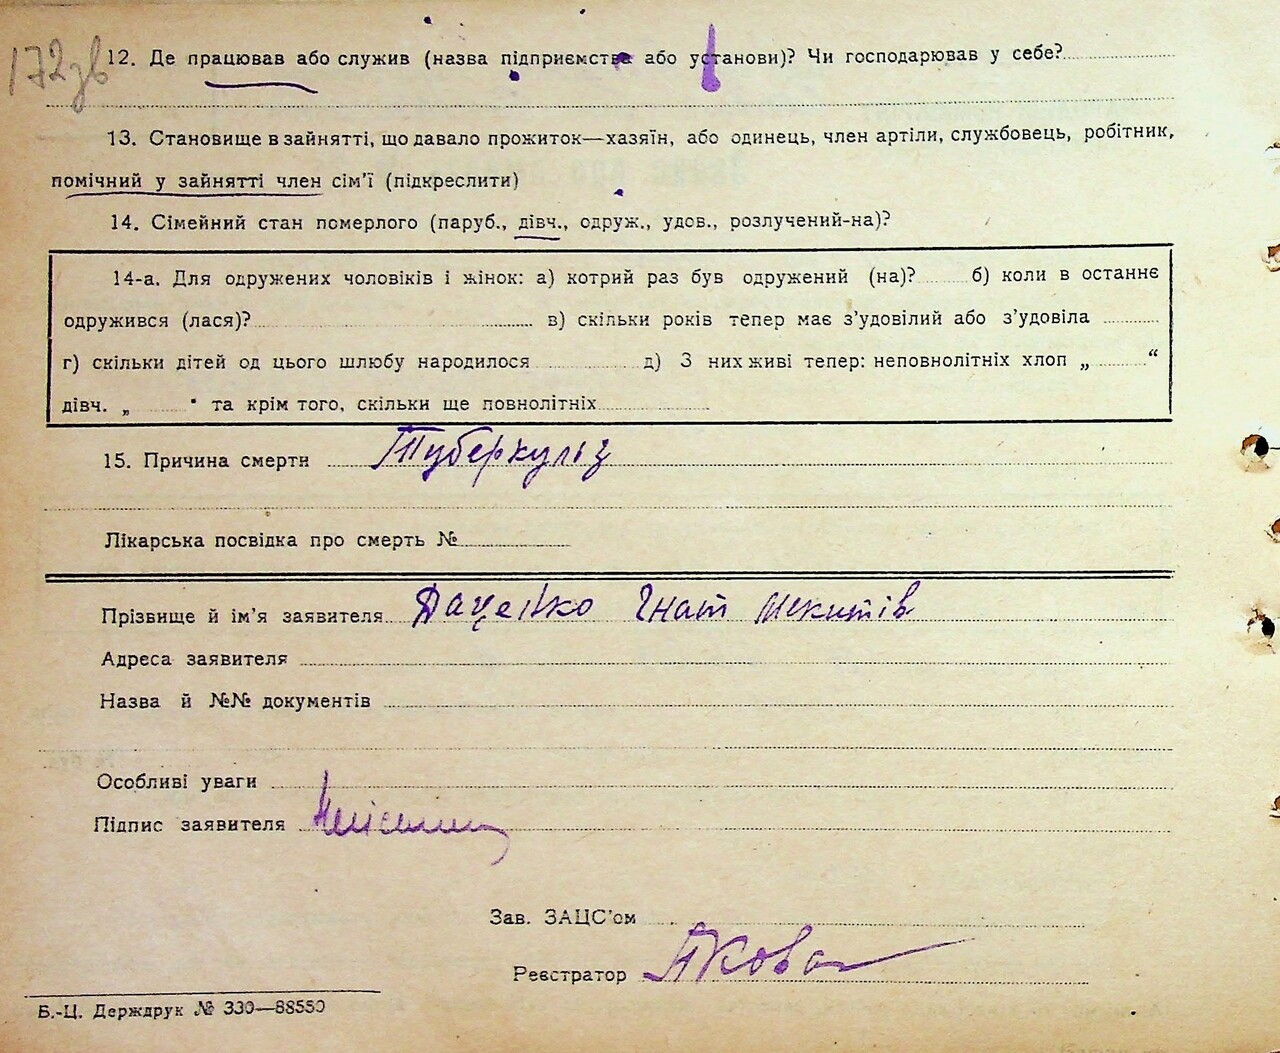 172зв
12. Де працював або служив (назва підприємства або установи)? Чи господарював у себе?
13. Становище в зайнятті, що давало прожиток—хазяїн, або одинець, член артіли, службовець, робітник,
помічний у зайнятті член сім'ї (підкреслити)
14. Сімейний стан померлого (паруб., дівч., одруж., удов., розлучений-на)?
14-а. Для одружених чоловіків і жінок: а) котрий раз був одружений (на)? б) коли в останнє
одружився (лася)? в) скільки років тепер має з'удовілий або з'удовіла
г) скільки дітей од цього шлюбу народилося д) З них живі тепер: неповнолітніх хлоп „ “
дівч. „ “ та крім того, скільки ще повнолітніх
15. Причина смерти Туберкульз
Лікарська посвідка про смерть №
Прізвище й ім'я заявителя Даценко Гнат Микитів
Адреса заявителя
Назва й №№ документів
Особливі уваги
Підпис заявителя
Зав. ЗАЦС'ом
Реєстратор
Б.-Ц. Держдрук № 330—88550